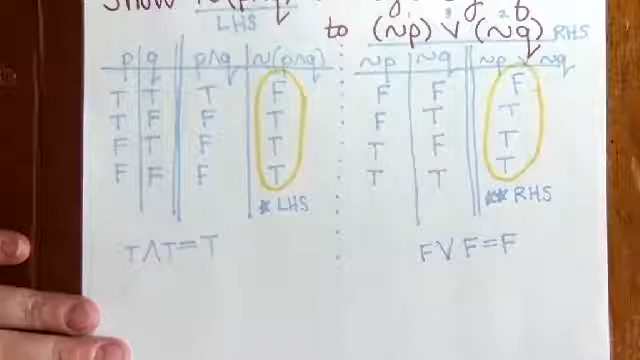 Show ~(p∧q)
LHS
to (~p) ∨ (~q) RHS
p q p∧q ~(p∧q) ~p ~q ~p ∨ ~q
T T T F F F F
T F F T F T T
F T F T T F T
F F F T T T T
* LHS ** RHS
T∧T=T F∨F=F